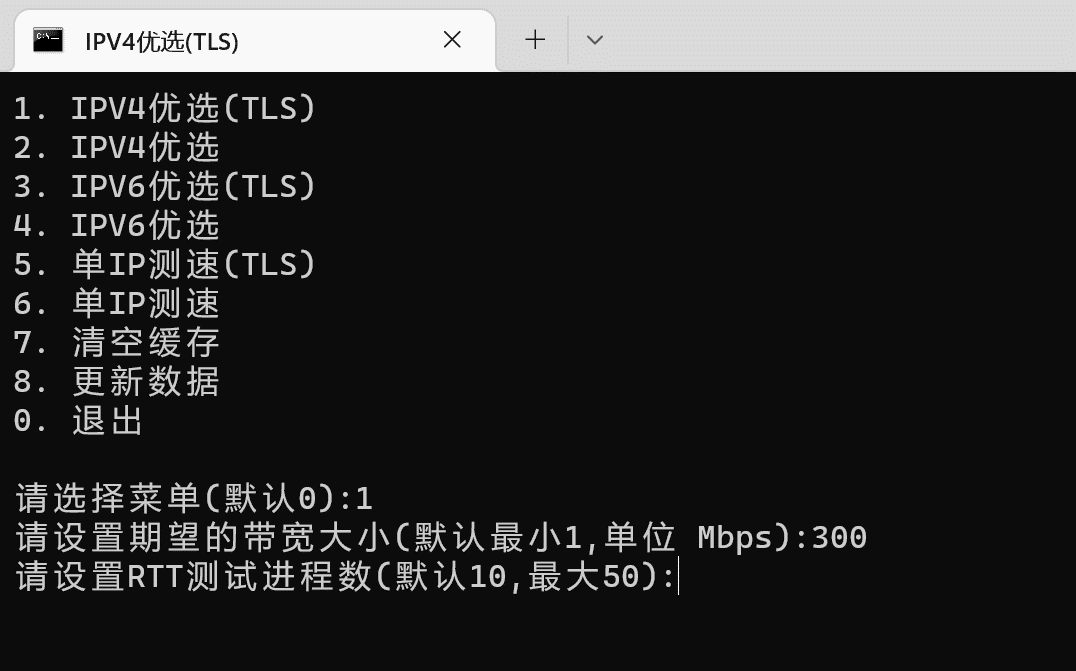 IPV4优选(TLS)
1. IPV4优选(TLS)
2. IPV4优选
3. IPV6优选(TLS)
4. IPV6优选
5. 单IP测速(TLS)
6. 单IP测速
7. 清空缓存
8. 更新数据
0. 退出
请选择菜单(默认0):1
请设置期望的带宽大小(默认最小1,单位 Mbps):300
请设置RTT测试进程数(默认10,最大50):